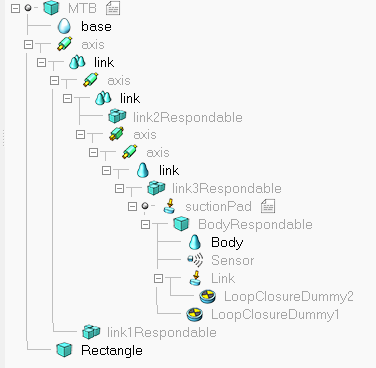 MTB
base
axis
link
link
link2Respondable
axis
axis
link
link3Respondable
suctionPad
BodyRespondable
Body
Sensor
Link
LoopClosureDummy2
LoopClosureDummy1
link1Respondable
Rectangle